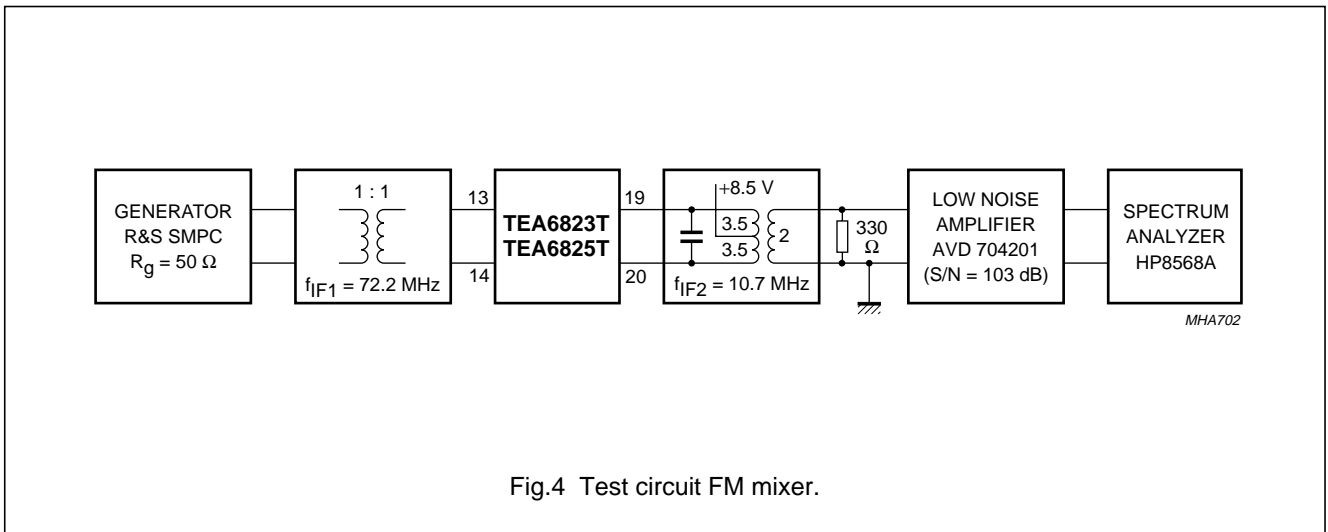 GENERATOR
R&S SMPC
Rg = 50 Ω
1 : 1
fIF1 = 72.2 MHz
13
14
TEA6823T
TEA6825T
19
20
+8.5 V
3.5
3.5
2
fIF2 = 10.7 MHz
330
Ω
LOW NOISE
AMPLIFIER
AVD 704201
(S/N = 103 dB)
SPECTRUM
ANALYZER
HP8568A
MHA702
Fig.4 Test circuit FM mixer.